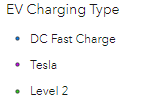 EV Charging Type
DC Fast Charge
Tesla
Level 2